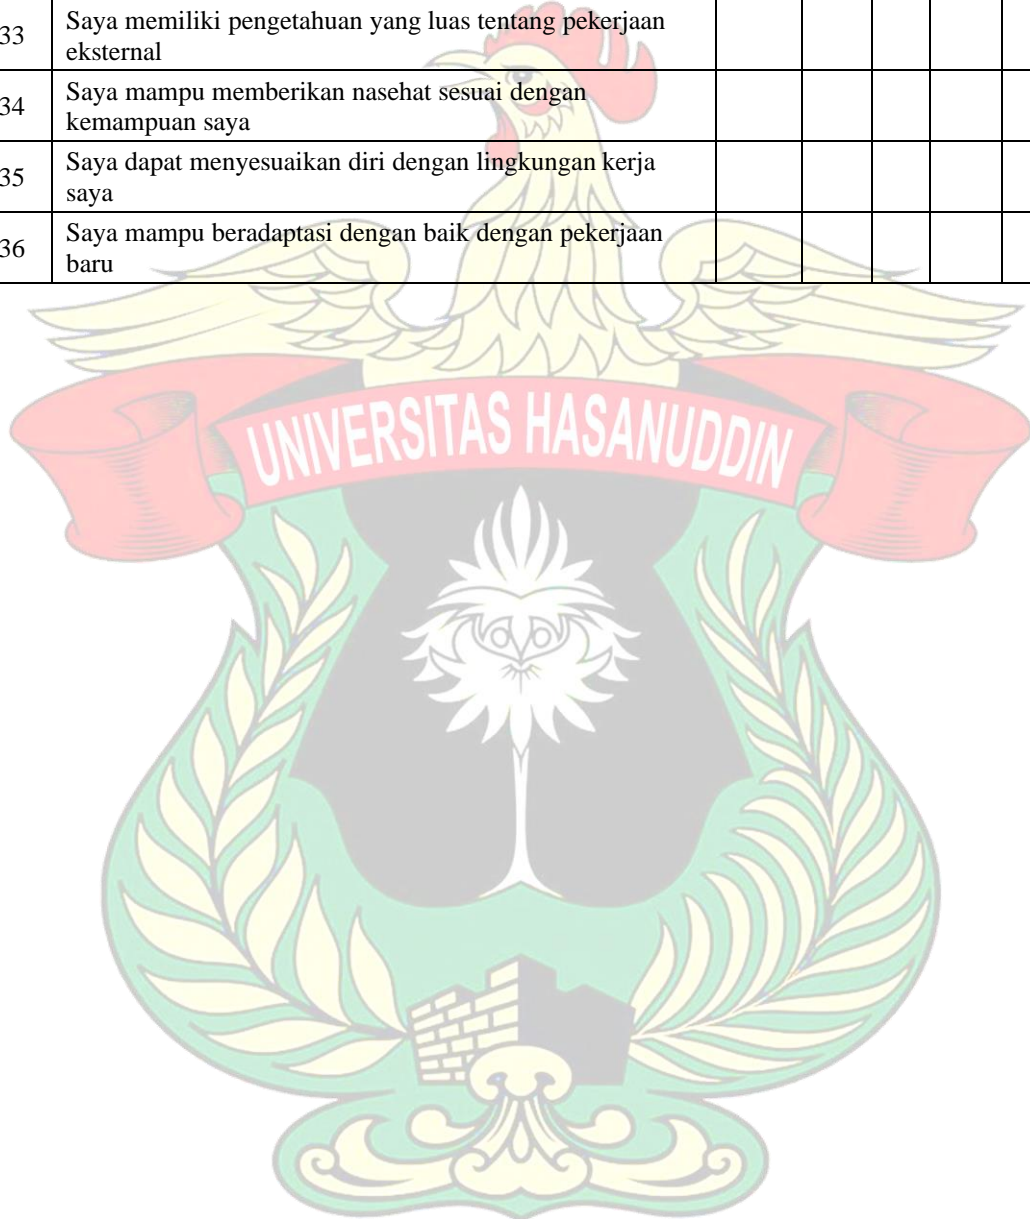 33
Saya memiliki pengetahuan yang luas tentang pekerjaan
eksternal
34
Saya mampu memberikan nasehat sesuai dengan
kemampuan saya
35
Saya dapat menyesuaikan diri dengan lingkungan kerja
saya
36
Saya mampu beradaptasi dengan baik dengan pekerjaan
baru
UNIVERSITAS HASANUDDIN